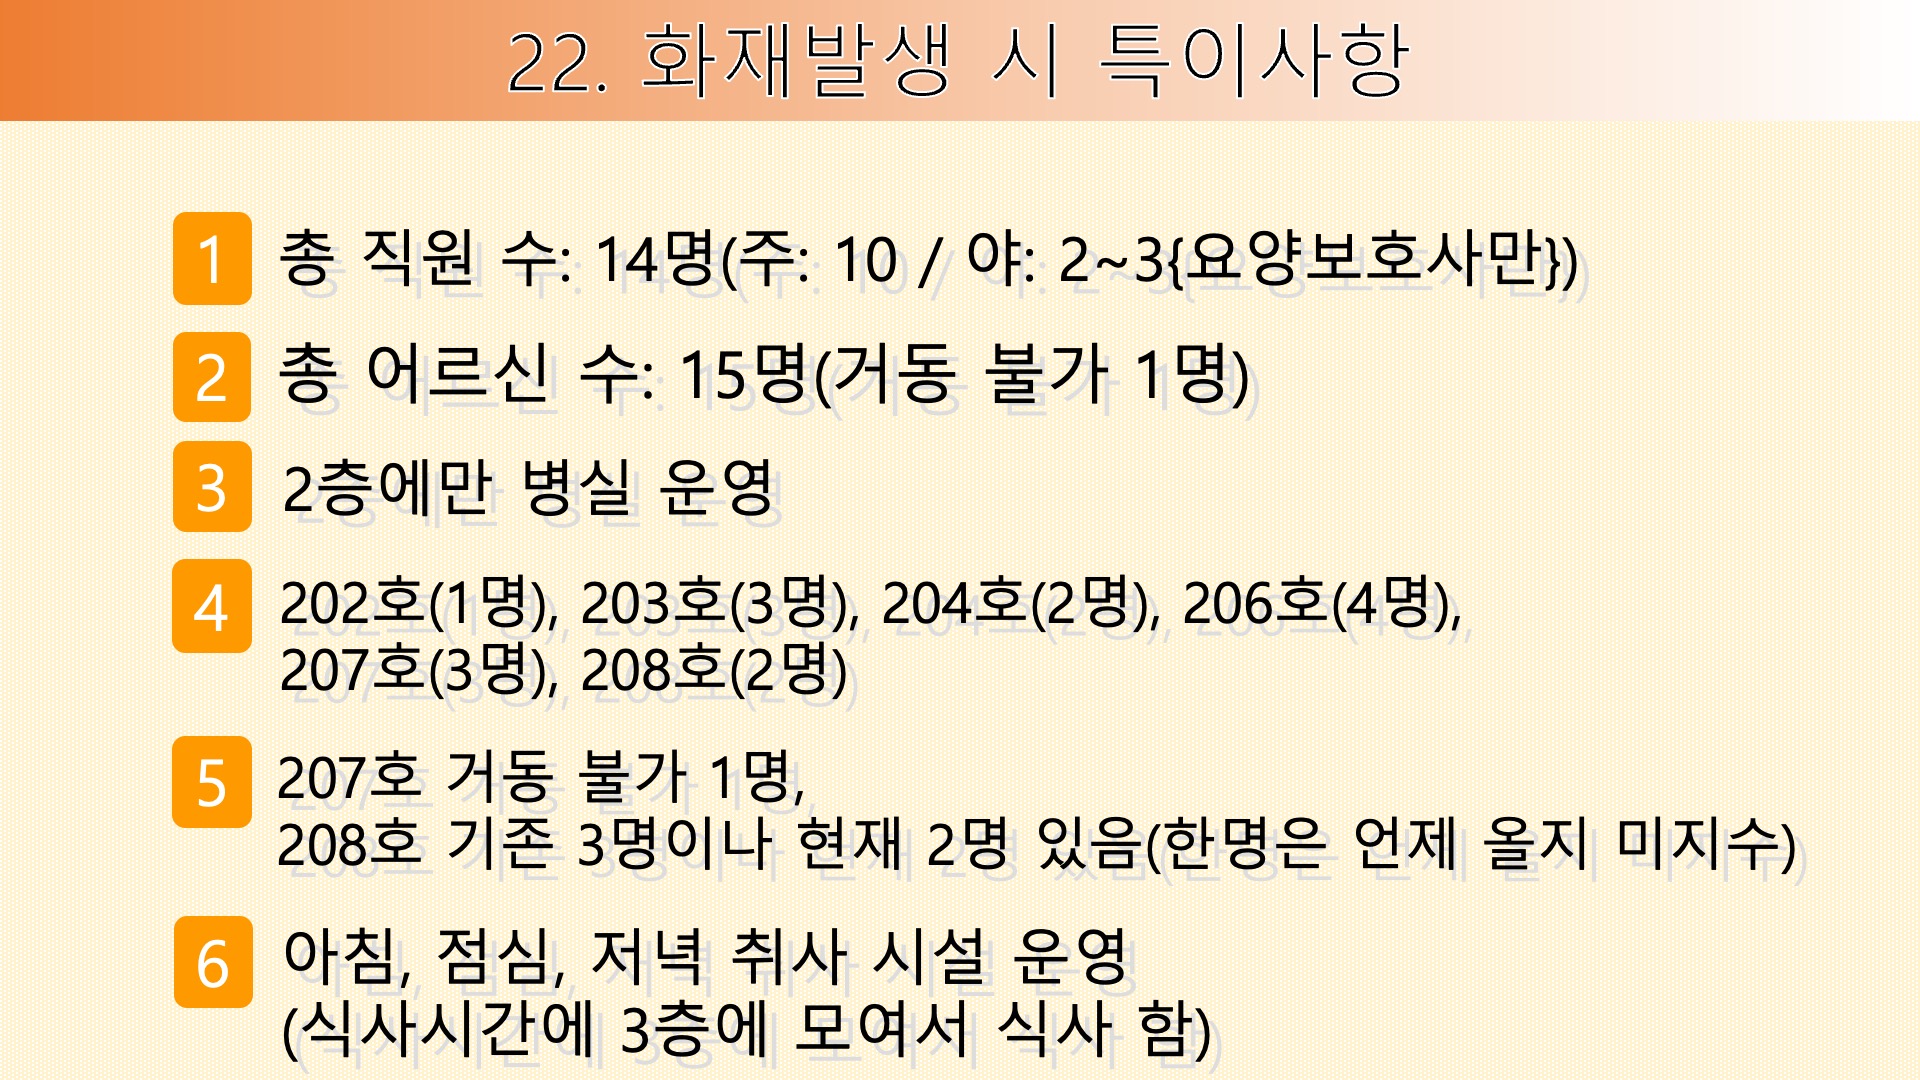 22. 화재발생 시 특이사항
1 총 직원 수: 14명(주: 10 / 야: 2~3{요양보호사만})
2 총 어르신 수: 15명(거동 불가 1명)
3 2층에만 병실 운영
4 202호(1명), 203호(3명), 204호(2명), 206호(4명),
207호(3명), 208호(2명)
5 207호 거동 불가 1명,
208호 기존 3명이나 현재 2명 있음(한명은 언제 올지 미지수)
6 아침, 점심, 저녁 취사 시설 운영
(식사시간에 3층에 모여서 식사 함)